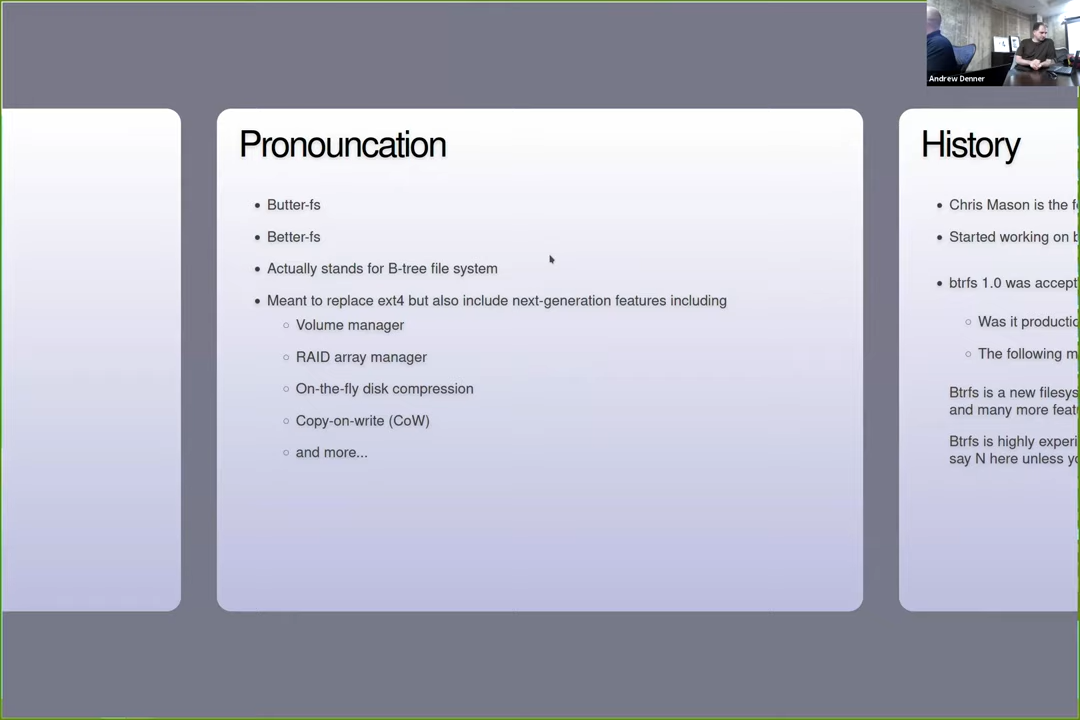 Andrew Denner
Pronouncation
Butter-fs
Better-fs
Actually stands for B-tree file system
Meant to replace ext4 but also include next-generation features including
Volume manager
RAID array manager
On-the-fly disk compression
Copy-on-write (CoW)
and more...
History
Chris Mason is the
Started working on
btrfs 1.0 was accept
Was it producti
The following m
Btrfs is a new filesys
and many more feat
Btrfs is highly experi
say N here unless yo